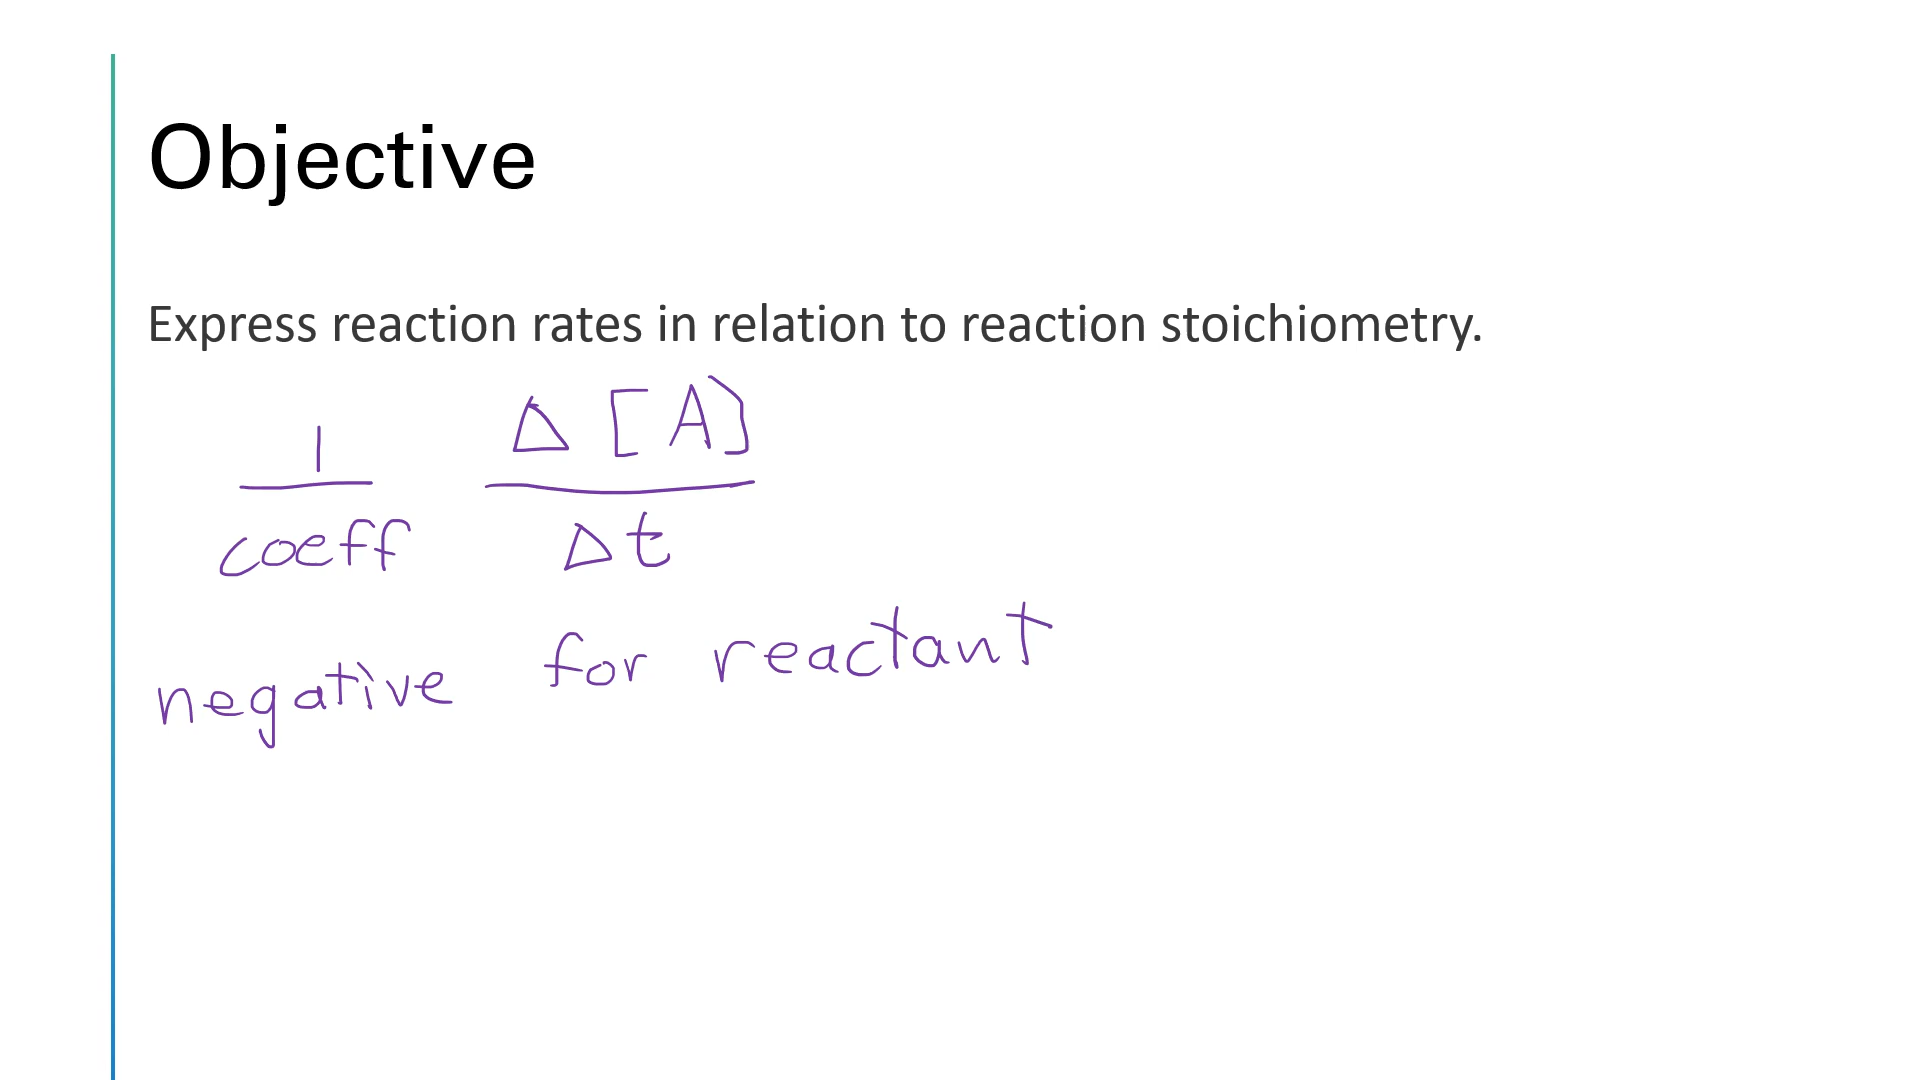 Objective
Express reaction rates in relation to reaction stoichiometry.
1 Δ [A]
coeff Δt
negative for reactant